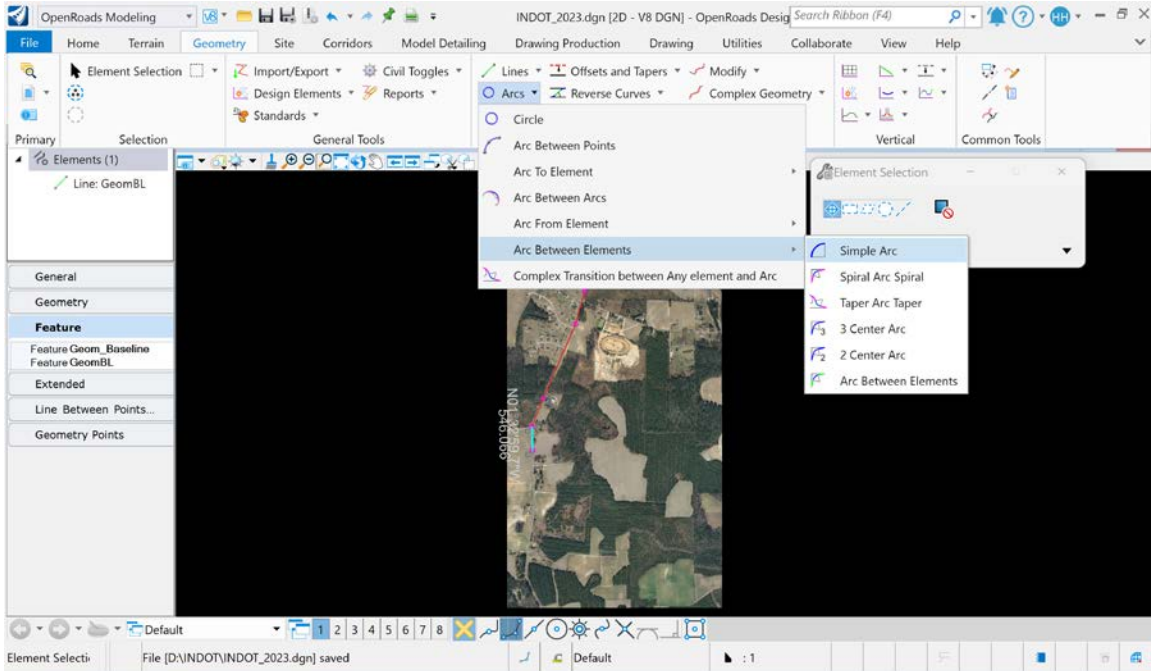 OpenRoads Modeling
INDOT_2023.dgn [2D - V8 DGN] - OpenRoads Desig
Search Ribbon (F4)
HH
File Home Terrain Geometry Site Corridors Model Detailing Drawing Production Drawing Utilities Collaborate View Help
Element Selection Import/Export Civil Toggles Lines Offsets and Tapers Modify
Design Elements Reports Arcs Reverse Curves Complex Geometry
Standards
Primary Selection General Tools Vertical Common Tools
Circle
Arc Between Points
Arc To Element
Arc Between Arcs
Arc From Element
Arc Between Elements
Complex Transition between Any element and Arc
Simple Arc
Spiral Arc Spiral
Taper Arc Taper
3 Center Arc
2 Center Arc
Arc Between Elements
Element Selection
Elements (1)
Line: GeomBL
General
Geometry
Feature
Feature Geom_Baseline
Feature GeomBL
Extended
Line Between Points...
Geometry Points
546.066
Default
1 2 3 4 5 6 7 8
Element Selecti
File [D:\INDOT\INDOT_2023.dgn] saved
Default
: 1